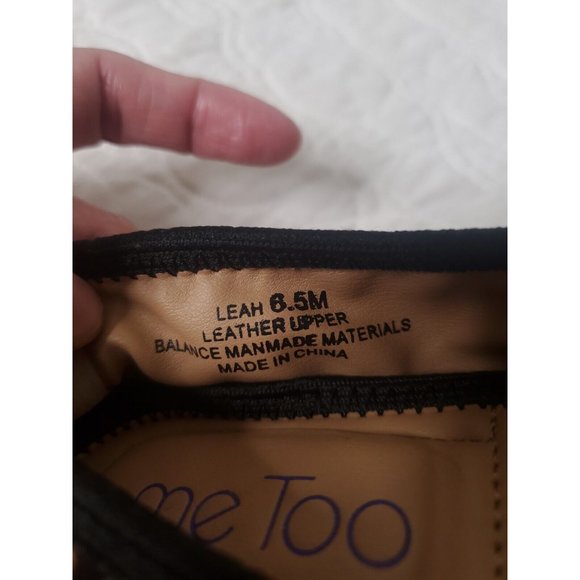 LEAH 6.5M
LEATHER UPPER
BALANCE MANMADE MATERIALS
MADE IN CHINA
me Too